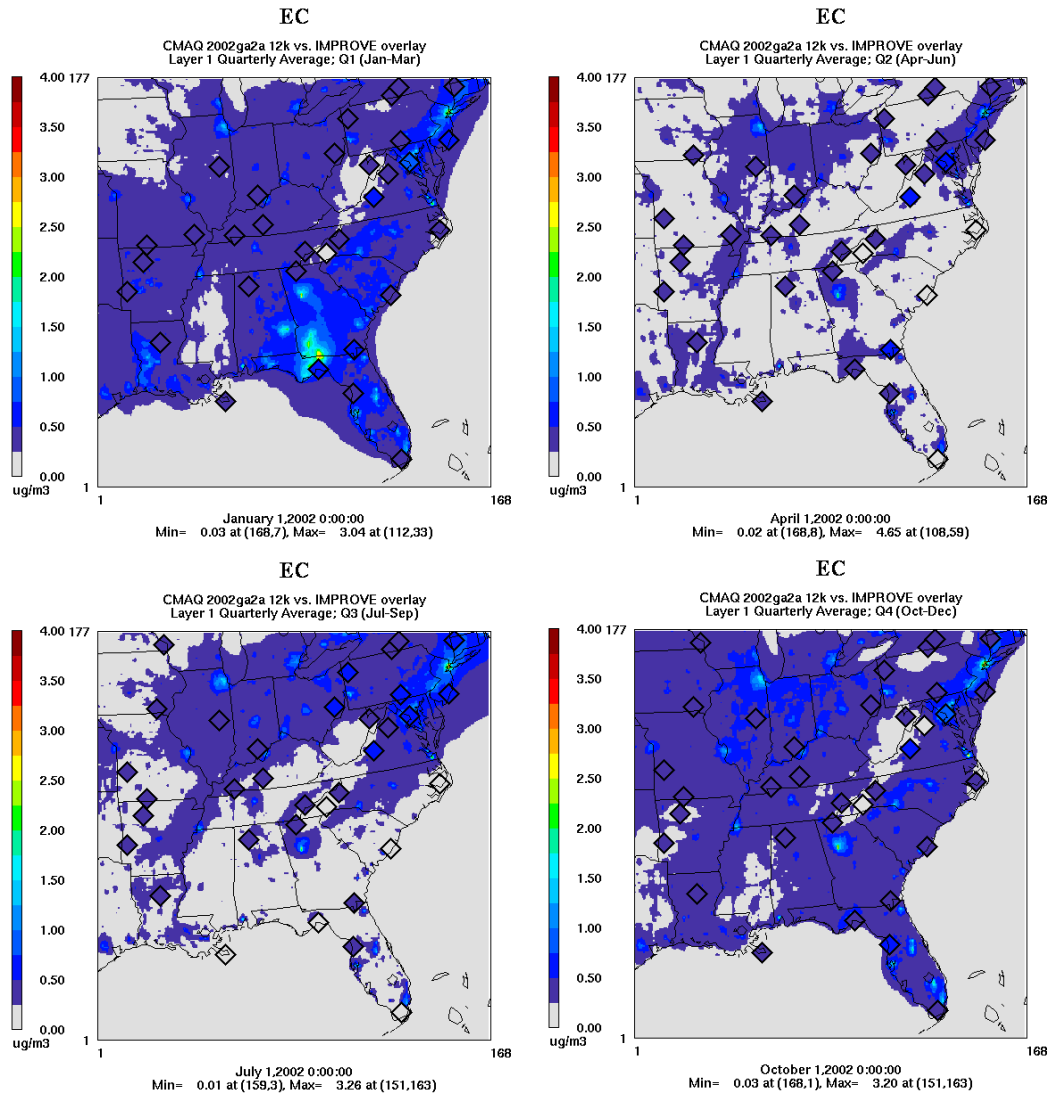 EC
CMAQ 2002ga2a 12k vs. IMPROVE overlay
Layer 1 Quarterly Average; Q1 (Jan-Mar)
4.00
3.50
3.00
2.50
2.00
1.50
1.00
0.50
0.00
ug/m3
177
1
1
168
January 1,2002 0:00:00
Min= 0.03 at (168,7), Max= 3.04 at (112,33)
EC
CMAQ 2002ga2a 12k vs. IMPROVE overlay
Layer 1 Quarterly Average; Q2 (Apr-Jun)
4.00
3.50
3.00
2.50
2.00
1.50
1.00
0.50
0.00
ug/m3
177
1
1
168
April 1,2002 0:00:00
Min= 0.02 at (168,8), Max= 4.65 at (108,59)
EC
CMAQ 2002ga2a 12k vs. IMPROVE overlay
Layer 1 Quarterly Average; Q3 (Jul-Sep)
4.00
3.50
3.00
2.50
2.00
1.50
1.00
0.50
0.00
ug/m3
177
1
1
168
July 1,2002 0:00:00
Min= 0.01 at (159,3), Max= 3.26 at (151,163)
EC
CMAQ 2002ga2a 12k vs. IMPROVE overlay
Layer 1 Quarterly Average; Q4 (Oct-Dec)
4.00
3.50
3.00
2.50
2.00
1.50
1.00
0.50
0.00
ug/m3
177
1
1
168
October 1,2002 0:00:00
Min= 0.03 at (168,1), Max= 3.20 at (151,163)